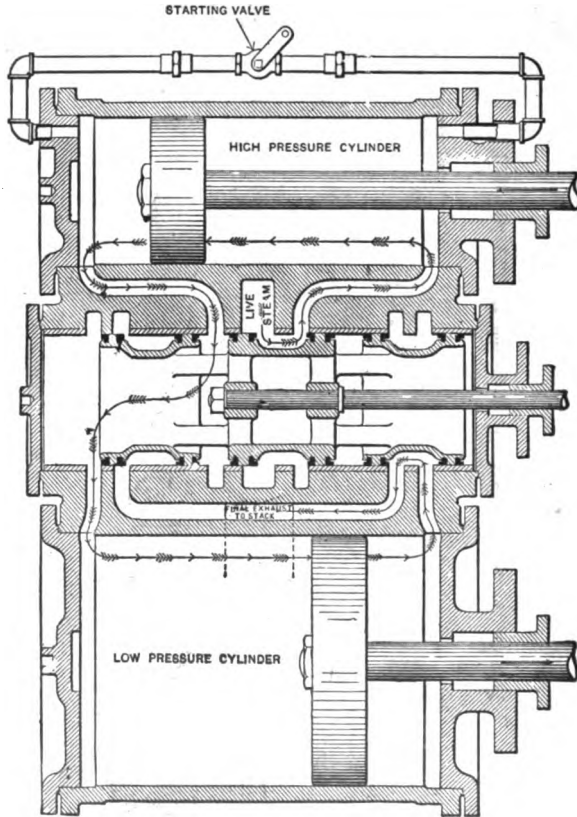 STARTING VALVE
HIGH PRESSURE CYLINDER
LIVE
STEAM
FINAL EXHAUST
TO STACK
LOW PRESSURE CYLINDER